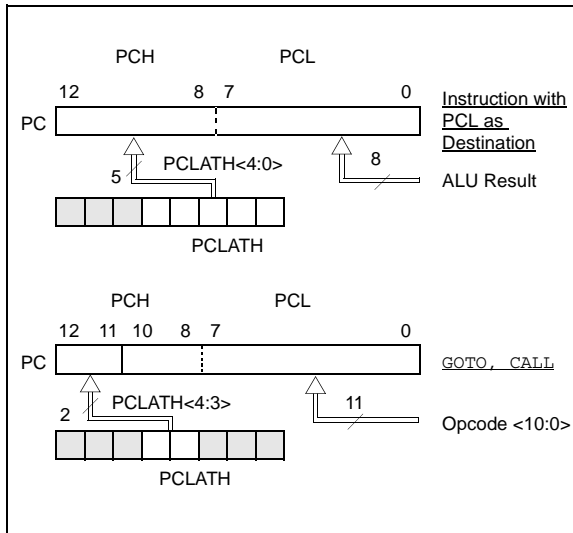 PCH PCL
12 8 7 0
PC
Instruction with
PCL as
Destination
5 PCLATH<4:0> 8
ALU Result
PCLATH
PCH PCL
12 11 10 8 7 0
PC
GOTO, CALL
2 PCLATH<4:3> 11
Opcode <10:0>
PCLATH